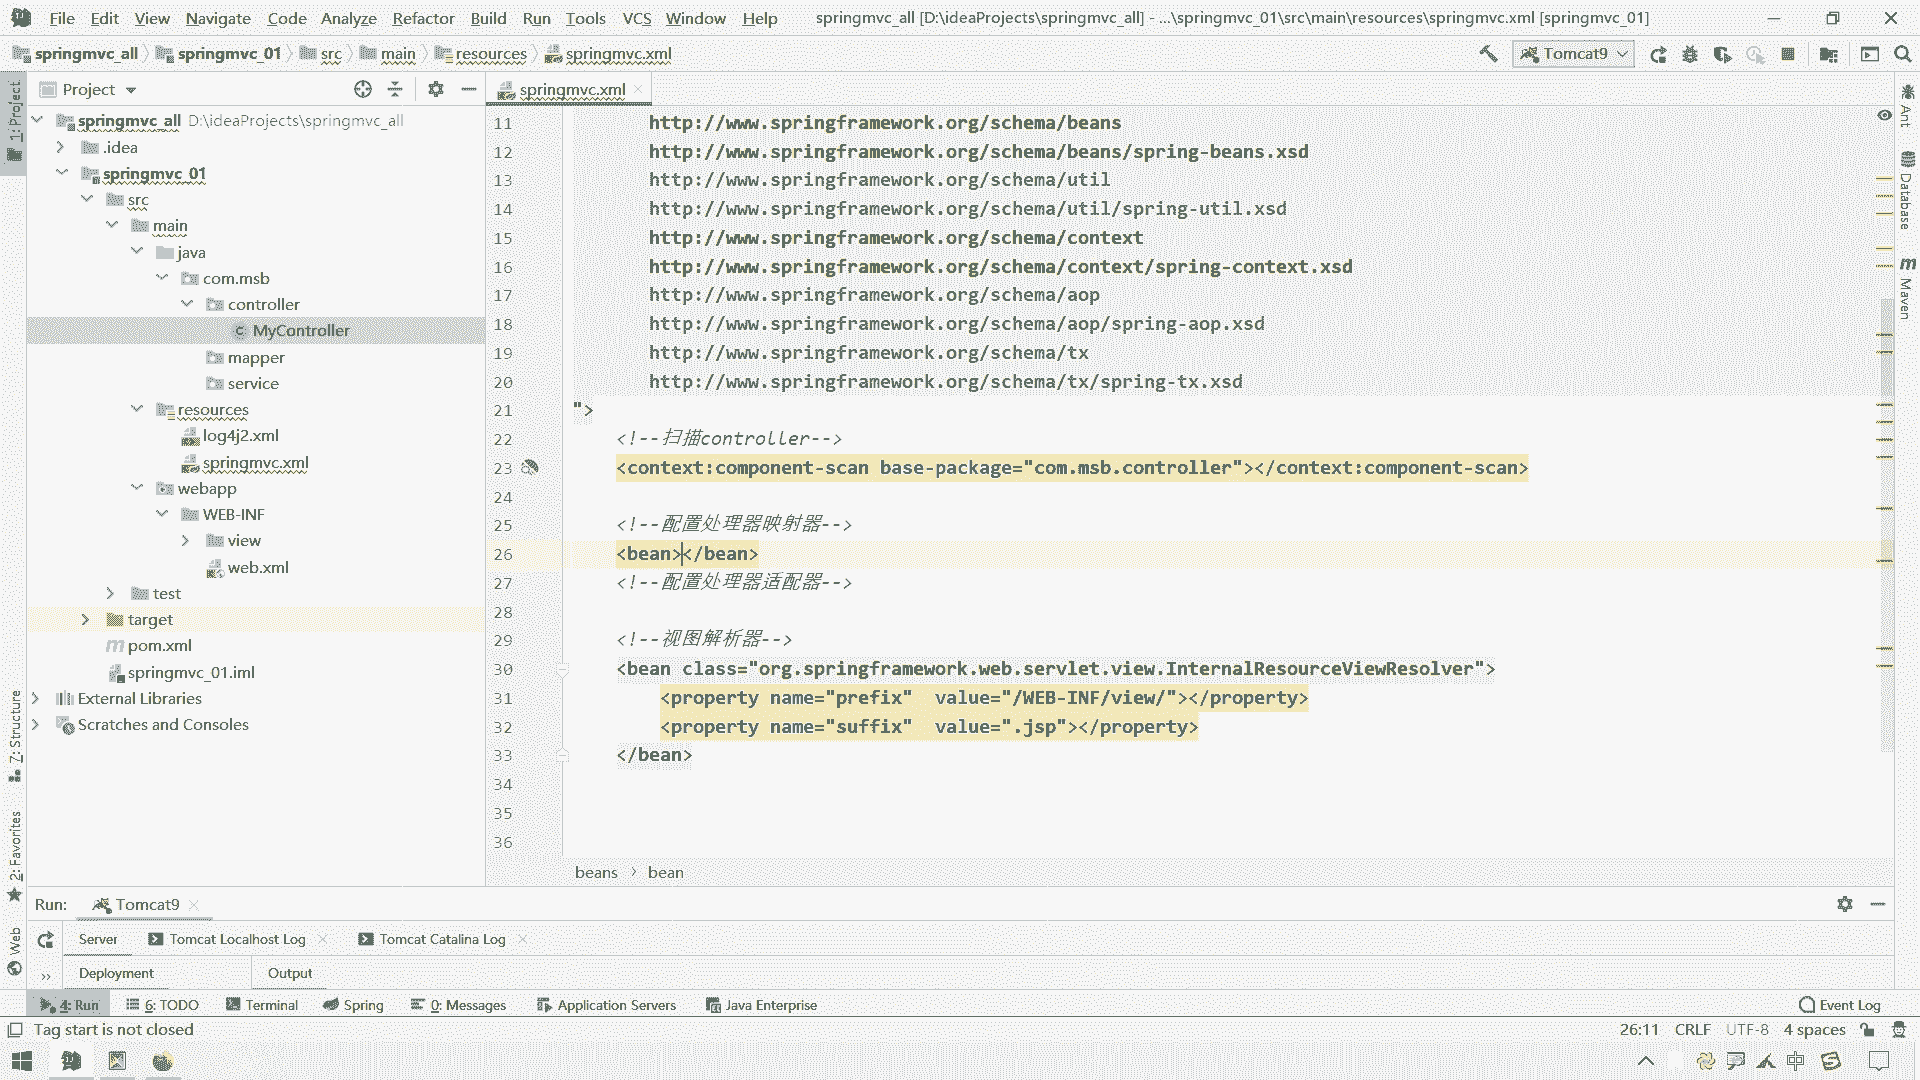 File Edit View Navigate Code Analyze Refactor Build Run Tools VCS Window Help springmvc_all [D:\ideaProjects\springmvc_all] - ...\springmvc_01\src\main\resources\springmvc.xml [springmvc_01]
springmvc_all springmvc_01 src main resources springmvc.xml Tomcat9
1: Project
Project
springmvc_all D:\ideaProjects\springmvc_all
.idea
springmvc_01
src
main
java
com.msb
controller
MyController
mapper
service
resources
log4j2.xml
springmvc.xml
webapp
WEB-INF
view
web.xml
test
target
pom.xml
springmvc_01.iml
External Libraries
Scratches and Consoles
springmvc.xml
11 http://www.springframework.org/schema/beans
12 http://www.springframework.org/schema/beans/spring-beans.xsd
13 http://www.springframework.org/schema/util
14 http://www.springframework.org/schema/util/spring-util.xsd
15 http://www.springframework.org/schema/context
16 http://www.springframework.org/schema/context/spring-context.xsd
17 http://www.springframework.org/schema/aop
18 http://www.springframework.org/schema/aop/spring-aop.xsd
19 http://www.springframework.org/schema/tx
20 http://www.springframework.org/schema/tx/spring-tx.xsd
21 ">
22 <!--扫描controller-->
23 <context:component-scan base-package="com.msb.controller"></context:component-scan>
24
25 <!--配置处理器映射器-->
26 <bean></bean>
27 <!--配置处理器适配器-->
28
29 <!--视图解析器-->
30 <bean class="org.springframework.web.servlet.view.InternalResourceViewResolver">
31 <property name="prefix"  value="/WEB-INF/view/"></property>
32 <property name="suffix"  value=".jsp"></property>
33 </bean>
34
35
36
beans › bean
Ant
Database
Maven
Z: Structure
2: Favorites
Web
Run: Tomcat9
Server Tomcat Localhost Log Tomcat Catalina Log
Deployment Output
4: Run 6: TODO Terminal Spring 0: Messages Application Servers Java Enterprise Event Log
Tag start is not closed 26:11 CRLF UTF-8 4 spaces
中